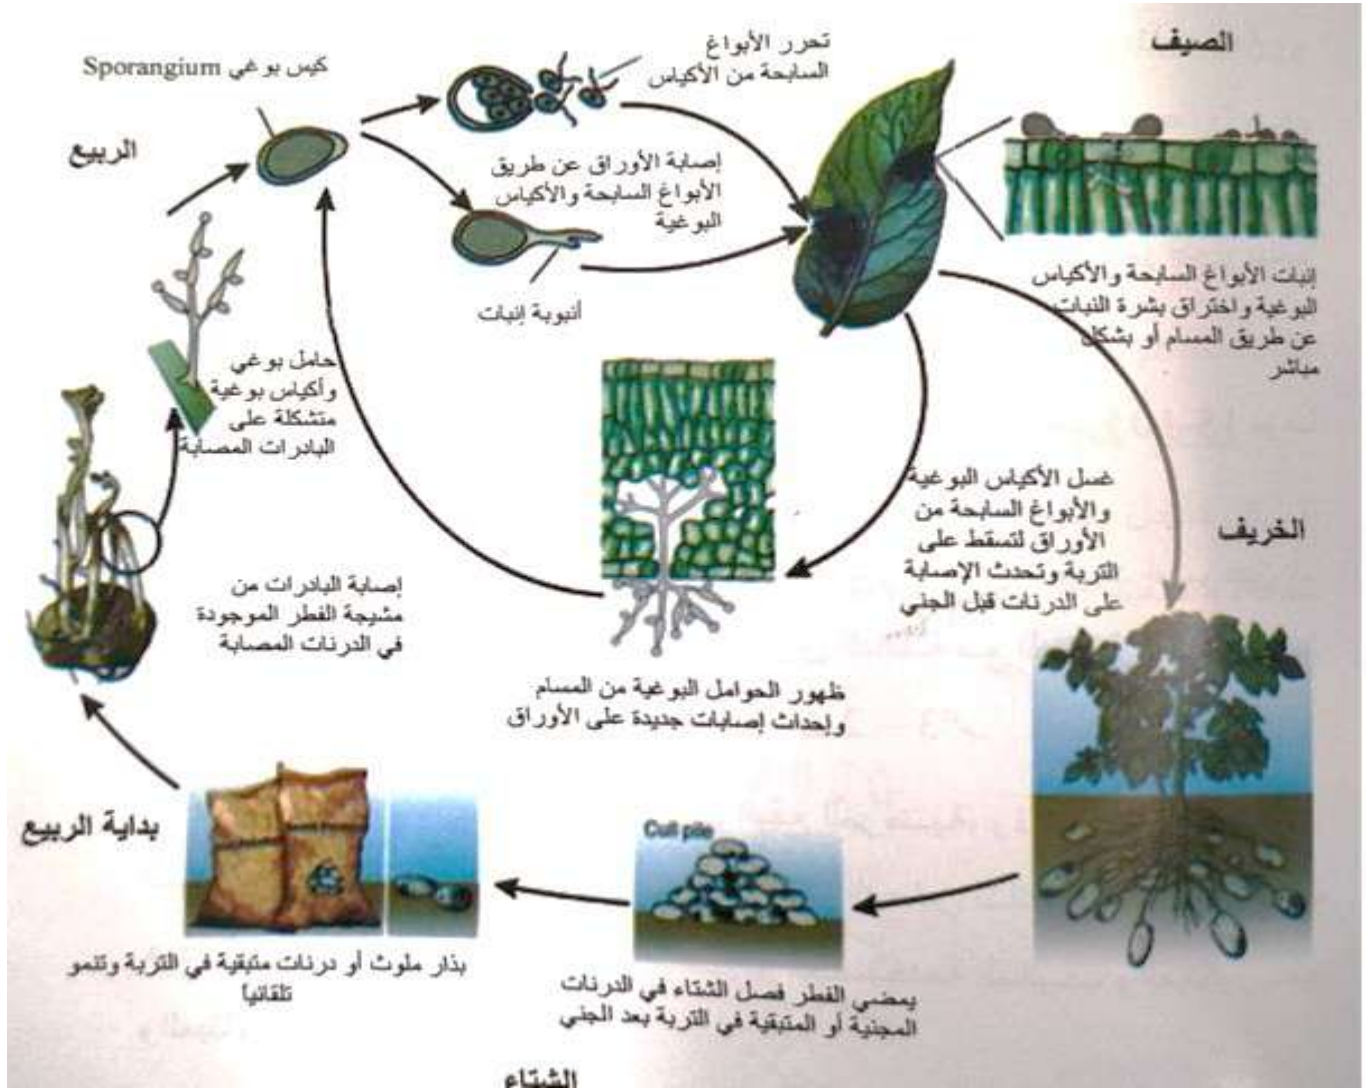 الصيف
تحرر الأبواغ
السابحة من الأكياس
كيس بوغي Sporangium
الربيع
إصابة الأوراق عن طريق
الأبواغ السابحة والأكياس
البوغية
أنبوبة إنبات
إنبات الأبواغ السابحة والأكياس
البوغية واختراق بشرة النبات
عن طريق المسام أو بشكل
مباشر
حامل بوغي
وأكياس بوغية
متشكلة على
البادرات المصابة
غسل الأكياس البوغية
والأبواغ السابحة من
الأوراق لتسقط على
التربة وتحدث الإصابة
على الدرنات قبل الجني
الخريف
إصابة البادرات من
مشيجة الفطر الموجودة
في الدرنات المصابة
ظهور الحوامل البوغية من المسام
وإحداث إصابات جديدة على الأوراق
بداية الربيع
Cull pile
بذار ملوث أو درنات متبقية في التربة وتنمو
تلقائياً
يمضي الفطر فصل الشتاء في الدرنات
المجنية أو المتبقية في التربة بعد الجني
الشتاء